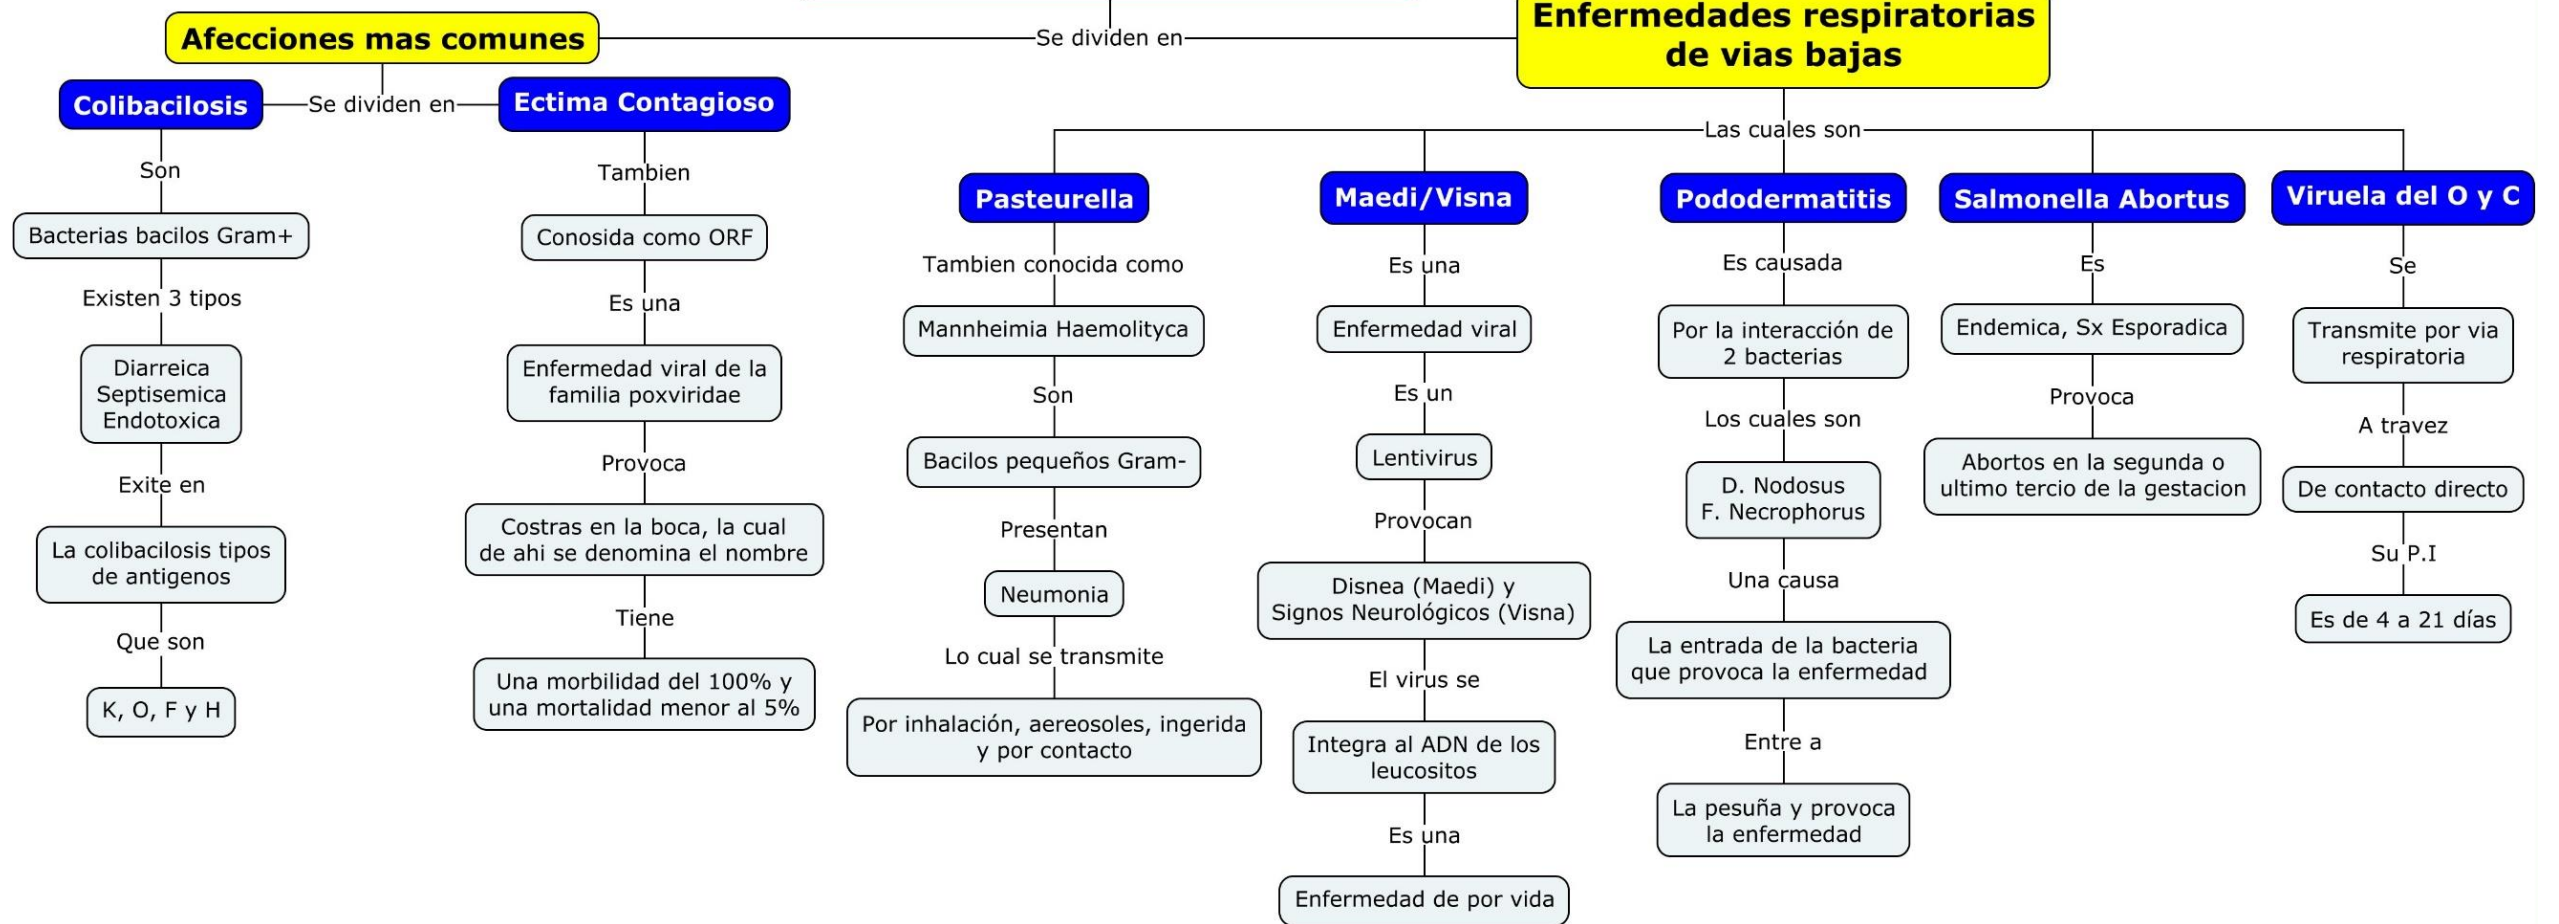 Afecciones mas comunes
Se dividen en
Enfermedades respiratorias
de vias bajas
Colibacilosis
Se dividen en
Ectima Contagioso
Son
Bacterias bacilos Gram+
Existen 3 tipos
Diarreica
Septisemica
Endotoxica
Exite en
La colibacilosis tipos
de antigenos
Que son
K, O, F y H
Tambien
Conosida como ORF
Es una
Enfermedad viral de la
familia poxviridae
Provoca
Costras en la boca, la cual
de ahi se denomina el nombre
Tiene
Una morbilidad del 100% y
una mortalidad menor al 5%
Las cuales son
Pasteurella
Tambien conocida como
Mannheimia Haemolityca
Son
Bacilos pequeños Gram-
Presentan
Neumonia
Lo cual se transmite
Por inhalación, aereosoles, ingerida
y por contacto
Maedi/Visna
Es una
Enfermedad viral
Es un
Lentivirus
Provocan
Disnea (Maedi) y
Signos Neurológicos (Visna)
El virus se
Integra al ADN de los
leucositos
Es una
Enfermedad de por vida
Pododermatitis
Es causada
Por la interacción de
2 bacterias
Los cuales son
D. Nodosus
F. Necrophorus
Una causa
La entrada de la bacteria
que provoca la enfermedad
Entre a
La pesuña y provoca
la enfermedad
Salmonella Abortus
Es
Endemica, Sx Esporadica
Provoca
Abortos en la segunda o
ultimo tercio de la gestacion
Viruela del O y C
Se
Transmite por via
respiratoria
A travez
De contacto directo
Su P.I
Es de 4 a 21 días